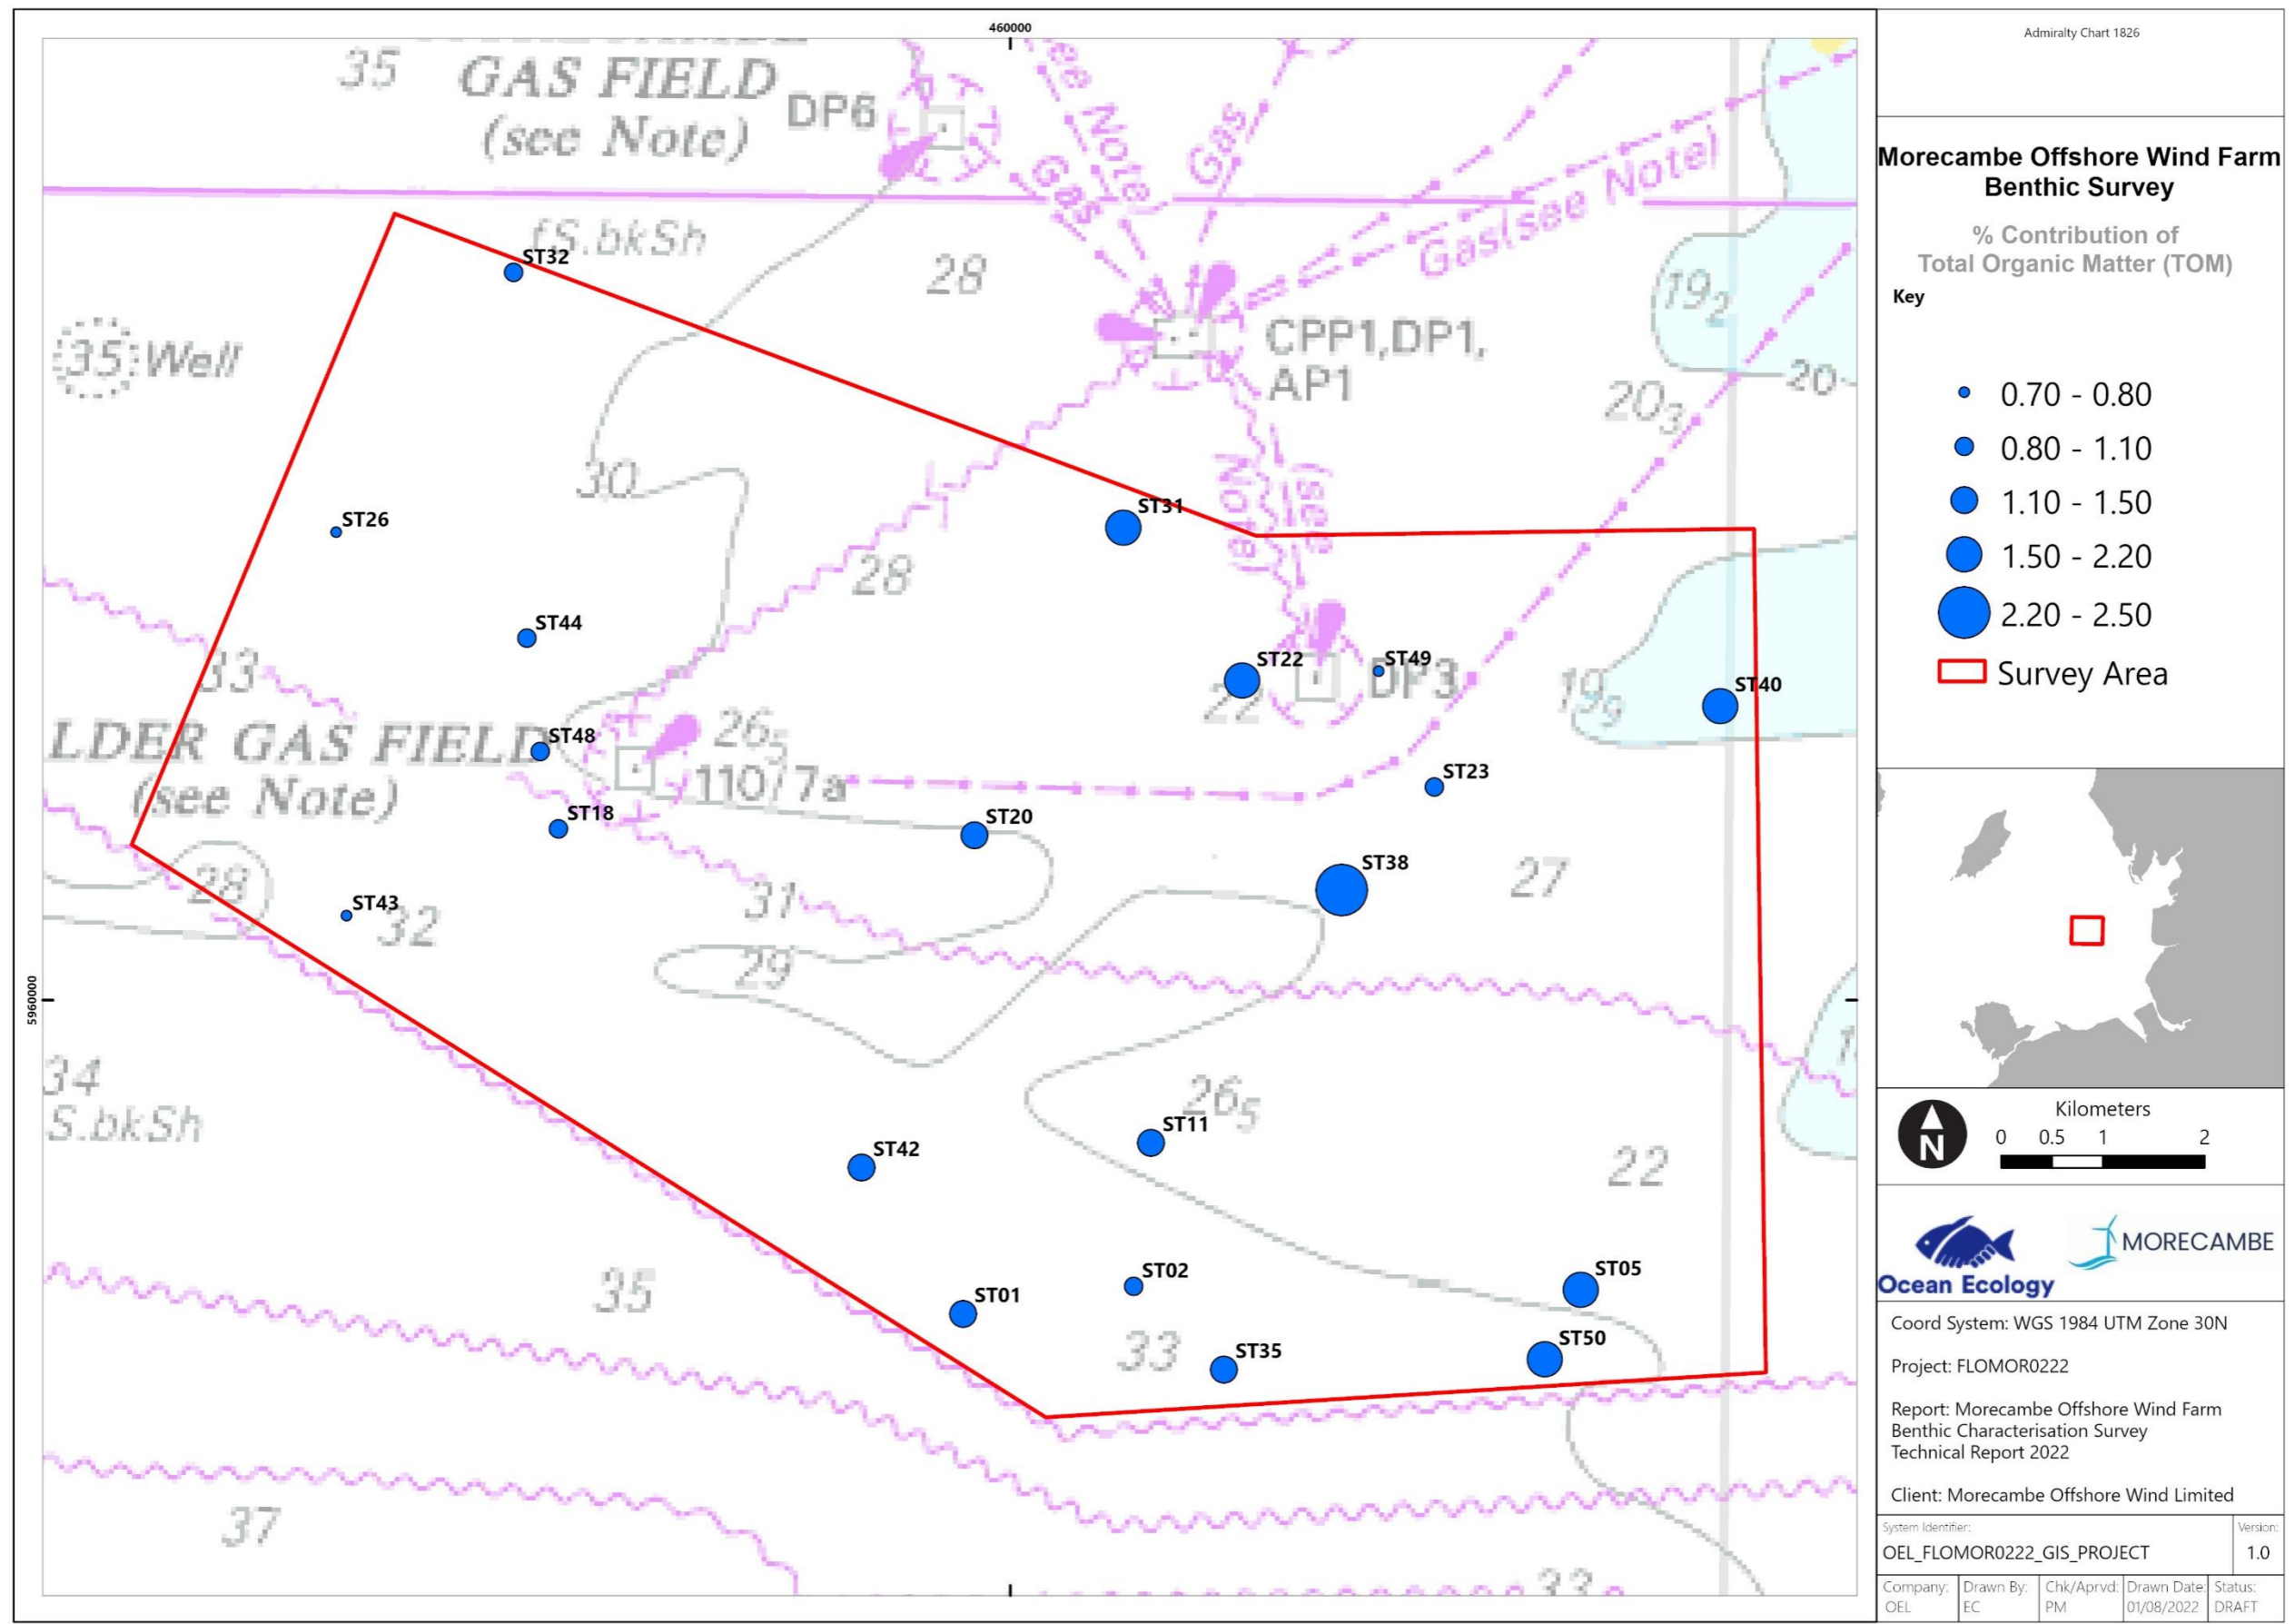 460000
5960000
35 GAS FIELD
(see Note)
DP6
f.S.bkSh
ST32
28
see Note
Gas
Gas
Gas (see Note)
19₂
(35) Well
CPP1,DP1,
AP1
20₃
20
30
ST26
ST31
28
ST44
33
ST22
22
ST49
DP3
19₉
ST40
LDER GAS FIELD
(see Note)
ST48
26₅
110/7a
ST23
ST18
ST20
28
ST43
32
31
ST38
27
29
34
S.bkSh
26₅
ST11
ST42
22
35
ST02
ST01
ST05
33
ST35
ST50
37
33
Admiralty Chart 1826
Morecambe Offshore Wind Farm
Benthic Survey
% Contribution of
Total Organic Matter (TOM)
Key
0.70 - 0.80
0.80 - 1.10
1.10 - 1.50
1.50 - 2.20
2.20 - 2.50
Survey Area
N
Kilometers
0 0.5 1 2
Ocean Ecology
MORECAMBE
Coord System: WGS 1984 UTM Zone 30N
Project: FLOMOR0222
Report: Morecambe Offshore Wind Farm
Benthic Characterisation Survey
Technical Report 2022
Client: Morecambe Offshore Wind Limited
System Identifier: Version:
OEL_FLOMOR0222_GIS_PROJECT 1.0
Company: Drawn By: Chk/Aprvd: Drawn Date: Status:
OEL EC PM 01/08/2022 DRAFT